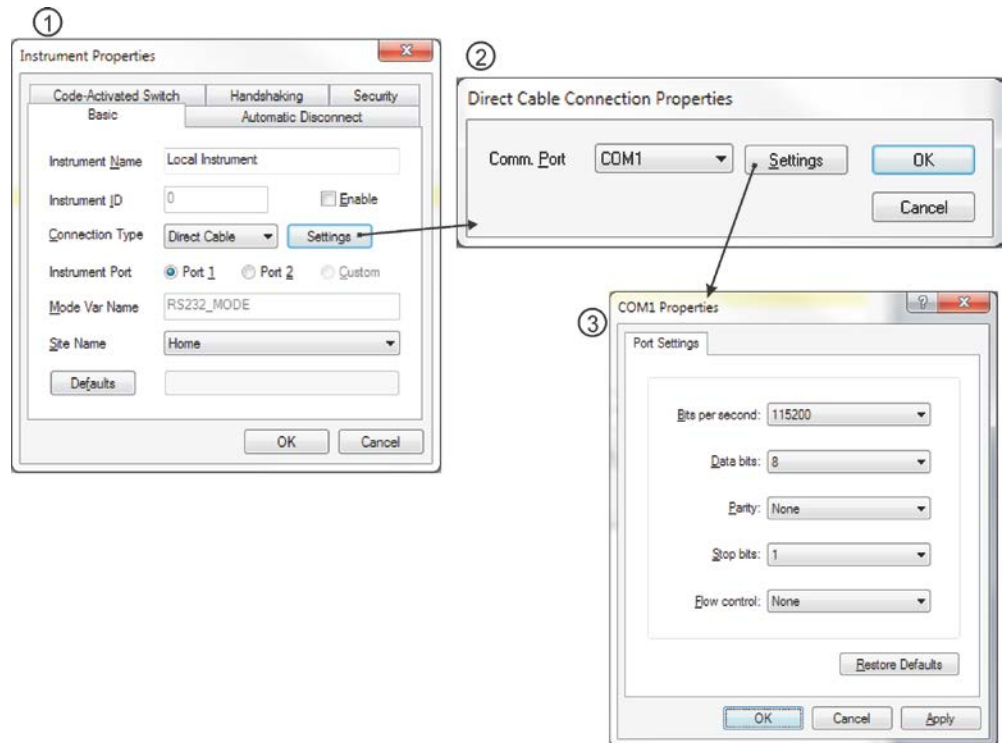 1
Instrument Properties
Code-Activated Switch Handshaking Security
Basic Automatic Disconnect
Instrument Name Local Instrument
Instrument ID 0 Enable
Connection Type Direct Cable Settings
Instrument Port Port 1 Port 2 Custom
Mode Var Name RS232_MODE
Site Name Home
Defaults
OK Cancel
2
Direct Cable Connection Properties
Comm. Port COM1 Settings OK
Cancel
3
COM1 Properties
Port Settings
Bits per second: 115200
Data bits: 8
Parity: None
Stop bits: 1
Flow control: None
Restore Defaults
OK Cancel Apply